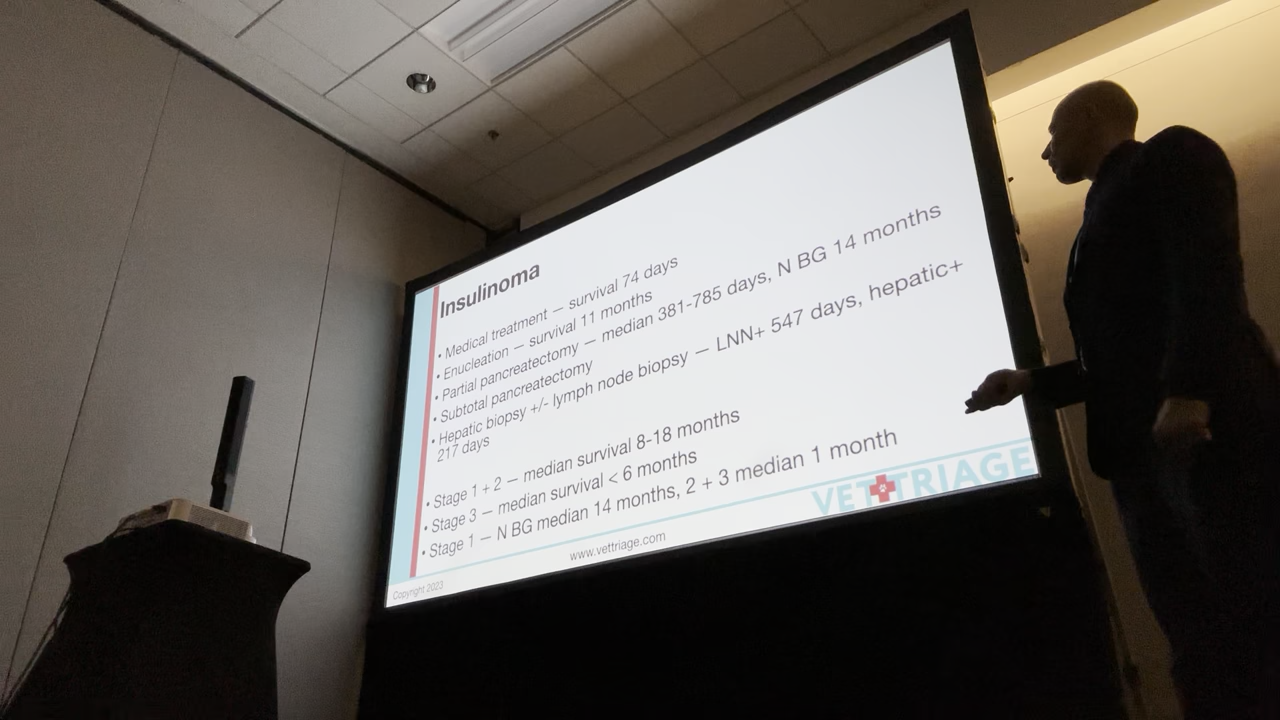 Insulinoma
• Medical treatment – survival 74 days
• Enucleation – survival 11 months
• Partial pancreatectomy – median 381-785 days, N BG 14 months
• Subtotal pancreatectomy
• Hepatic biopsy +/- lymph node biopsy – LNN+ 547 days, hepatic+
217 days
• Stage 1 + 2 – median survival 8-18 months
• Stage 3 – median survival < 6 months
• Stage 1 – N BG median 14 months, 2 + 3 median 1 month
VET TRIAGE
www.vettriage.com
Copyright 2023